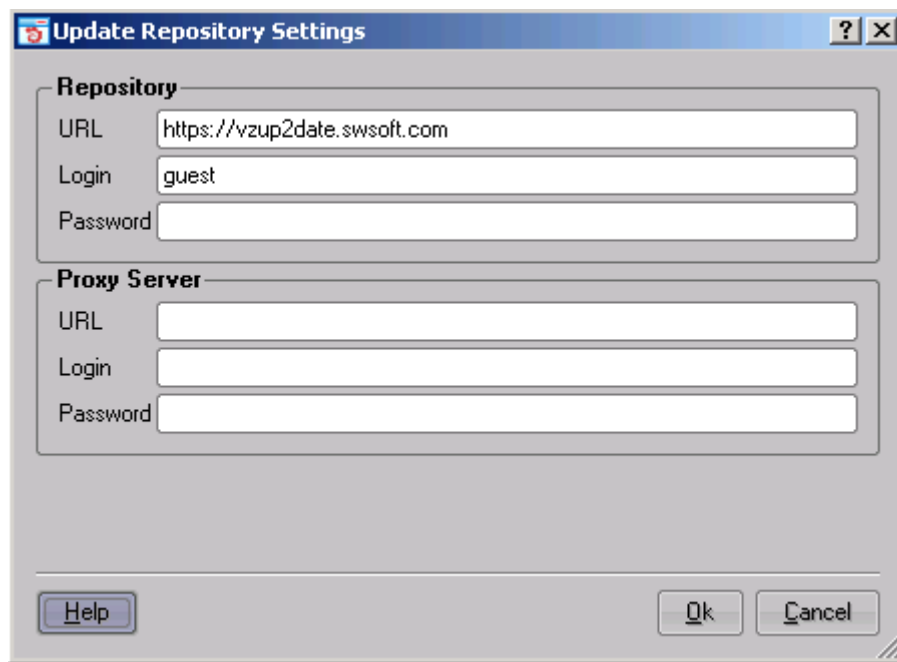 Update Repository Settings
Repository
URL https://vzup2date.swsoft.com
Login guest
Password
Proxy Server
URL
Login
Password
Help Ok Cancel